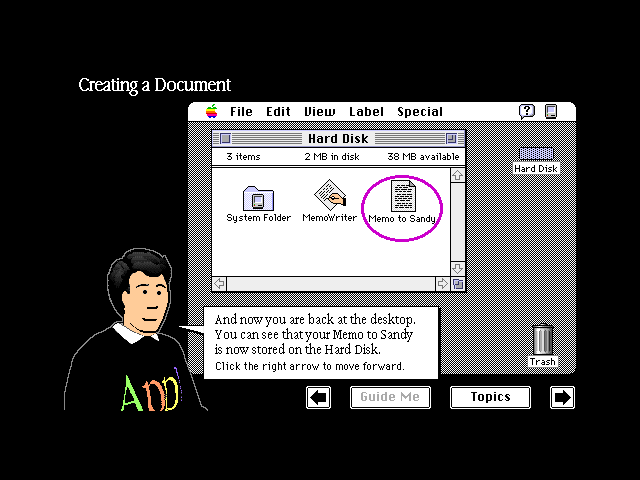 Creating a Document
File Edit View Label Special
Hard Disk
3 items 2 MB in disk 38 MB available
Hard Disk
System Folder MemoWriter Memo to Sandy
And now you are back at the desktop.
You can see that your Memo to Sandy
is now stored on the Hard Disk.
Click the right arrow to move forward.
Trash
App
Guide Me Topics